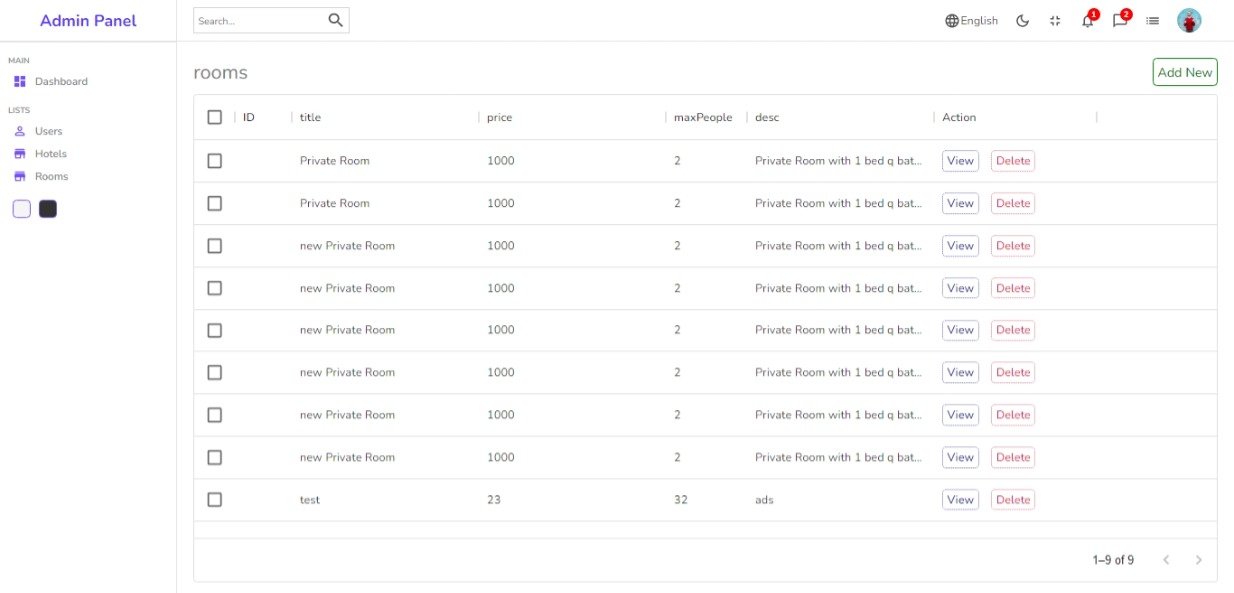 Admin Panel
Search...
English
1
2
MAIN
Dashboard
LISTS
Users
Hotels
Rooms
rooms
Add New
ID title price maxPeople desc Action
Private Room 1000 2 Private Room with 1 bed q bat... View Delete
Private Room 1000 2 Private Room with 1 bed q bat... View Delete
new Private Room 1000 2 Private Room with 1 bed q bat... View Delete
new Private Room 1000 2 Private Room with 1 bed q bat... View Delete
new Private Room 1000 2 Private Room with 1 bed q bat... View Delete
new Private Room 1000 2 Private Room with 1 bed q bat... View Delete
new Private Room 1000 2 Private Room with 1 bed q bat... View Delete
new Private Room 1000 2 Private Room with 1 bed q bat... View Delete
test 23 32 ads View Delete
1–9 of 9